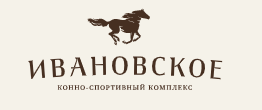 ИВАНОВСКОЕ
КОННО-СПОРТИВНЫЙ КОМПЛЕКС